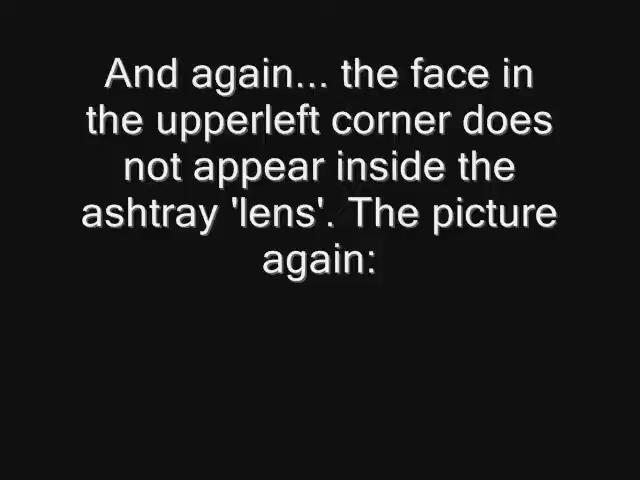 And again... the face in
the upperleft corner does
not appear inside the
ashtray 'lens'. The picture
again: